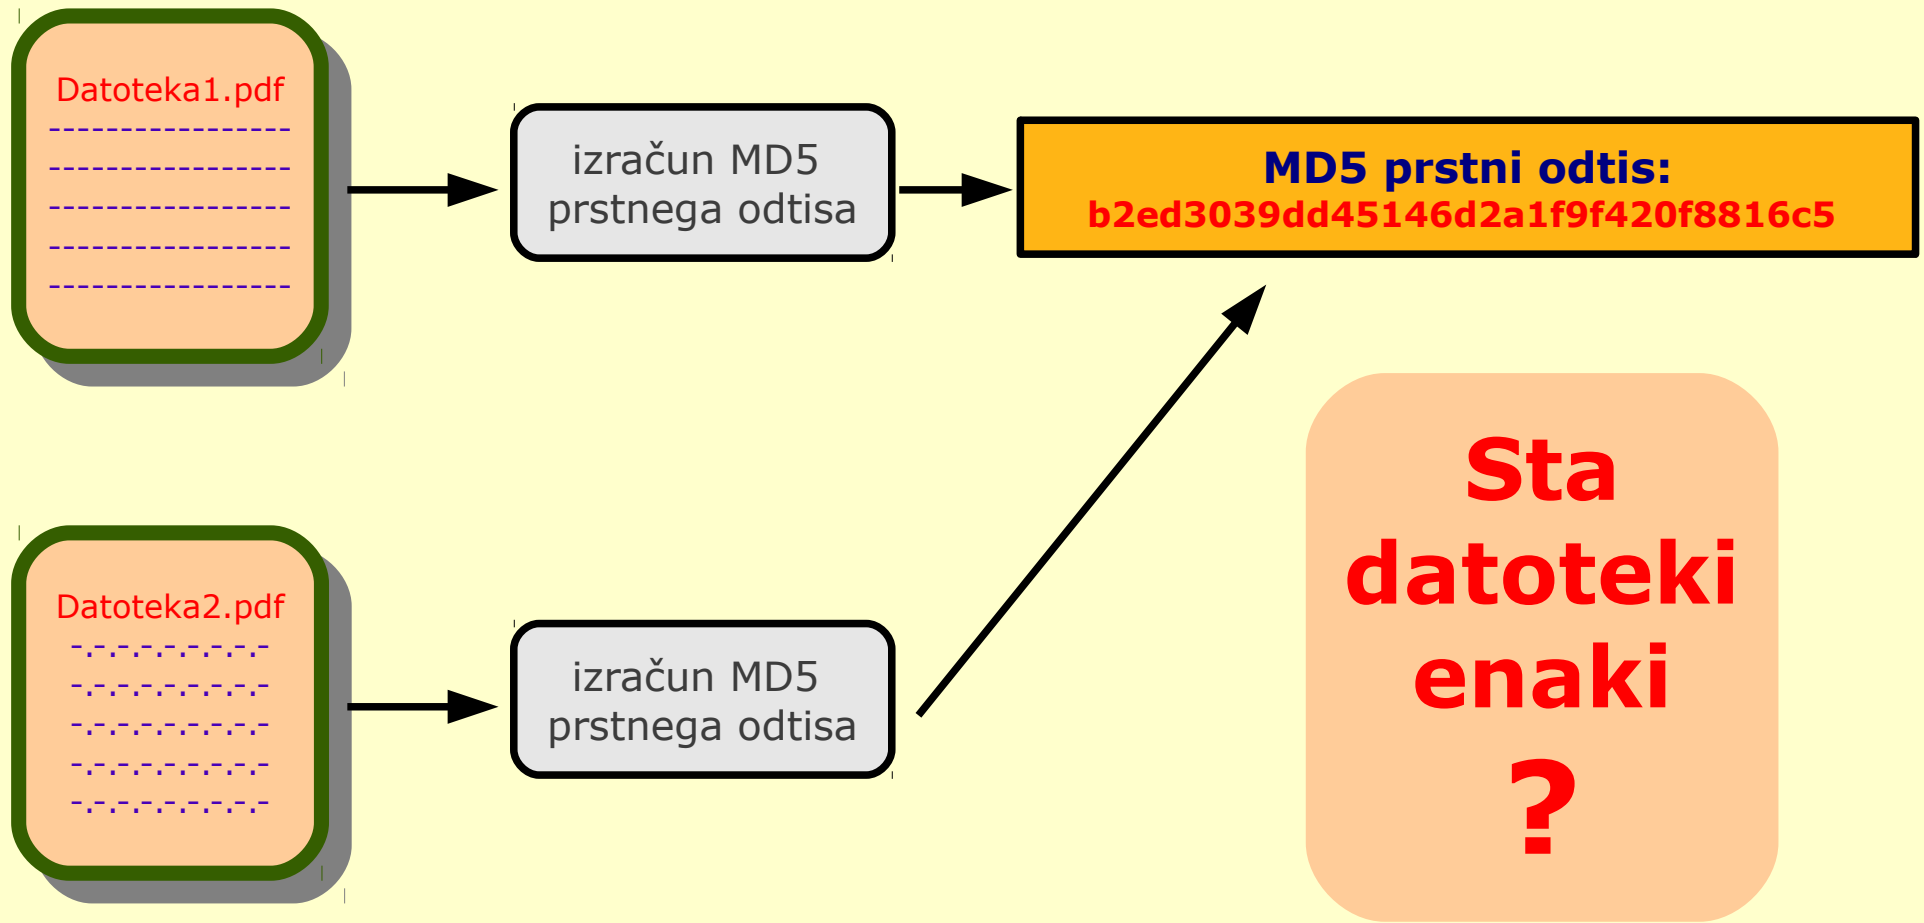 Datoteka1.pdf
-----------------
-----------------
-----------------
-----------------
-----------------
izračun MD5
prstnega odtisa
MD5 prstni odtis:
b2ed3039dd45146d2a1f9f420f8816c5
Datoteka2.pdf
-.-.-.-.-.-.-.-.-
-.-.-.-.-.-.-.-.-
-.-.-.-.-.-.-.-.-
-.-.-.-.-.-.-.-.-
-.-.-.-.-.-.-.-.-
izračun MD5
prstnega odtisa
Sta
datoteki
enaki
?